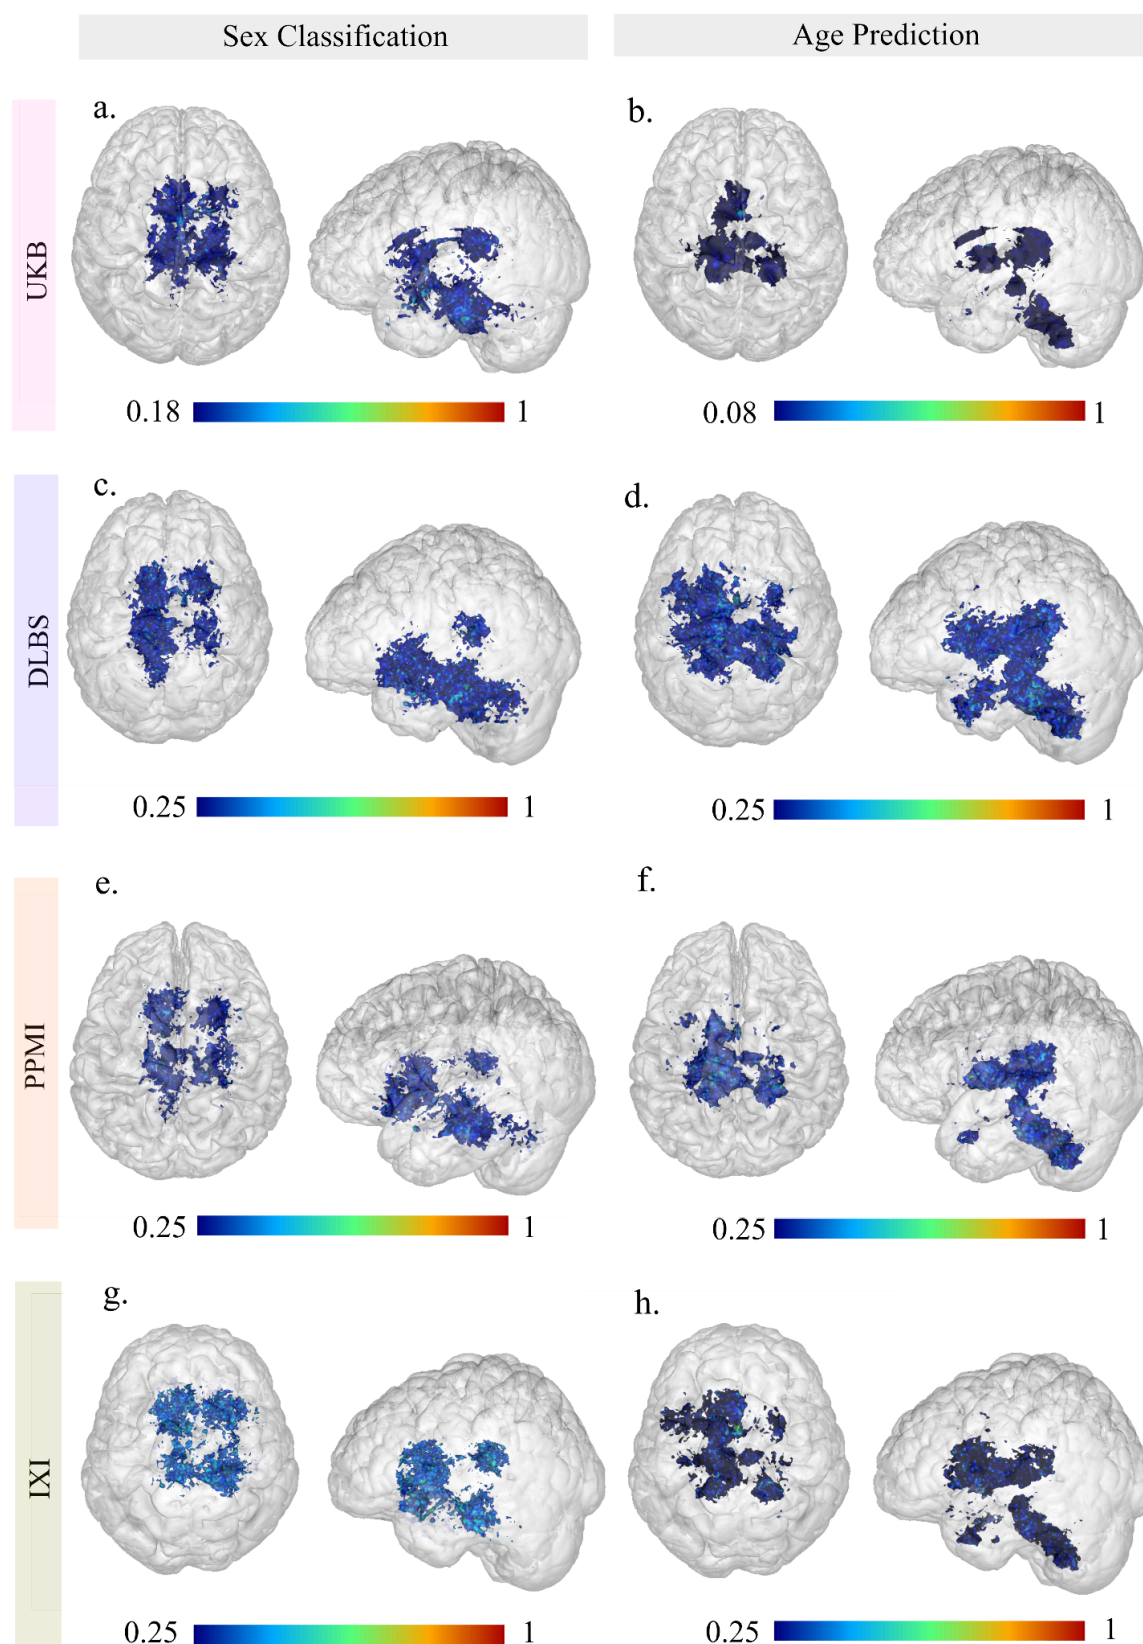 Sex Classification
Age Prediction
UKB
a.
b.
0.18 1
0.08 1
DLBS
c.
d.
0.25 1
0.25 1
PPMI
e.
f.
0.25 1
0.25 1
IXI
g.
h.
0.25 1
0.25 1